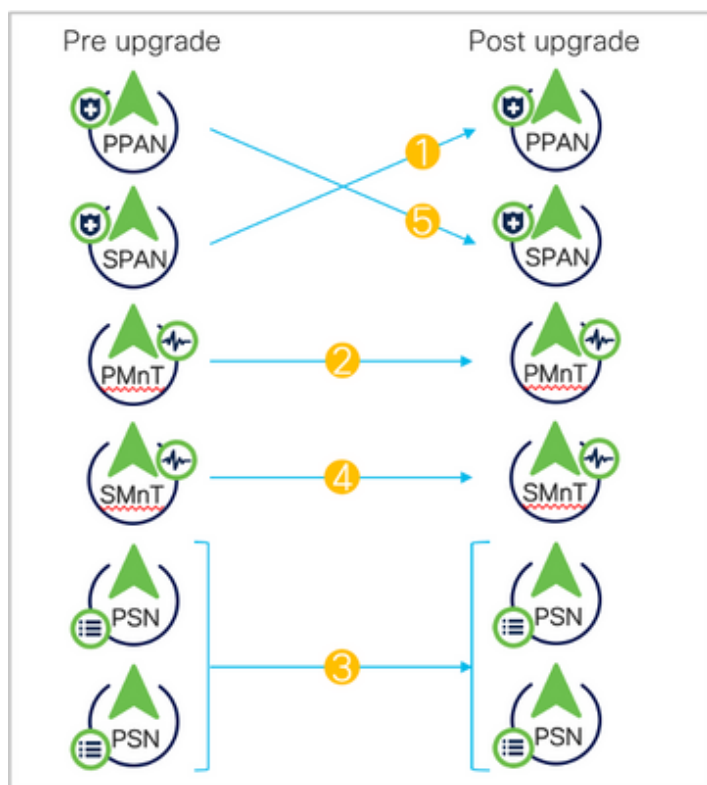 Pre upgrade Post upgrade
PPAN PPAN
1
5
SPAN SPAN
PMnT 2 PMnT
SMnT 4 SMnT
PSN PSN
3
PSN PSN